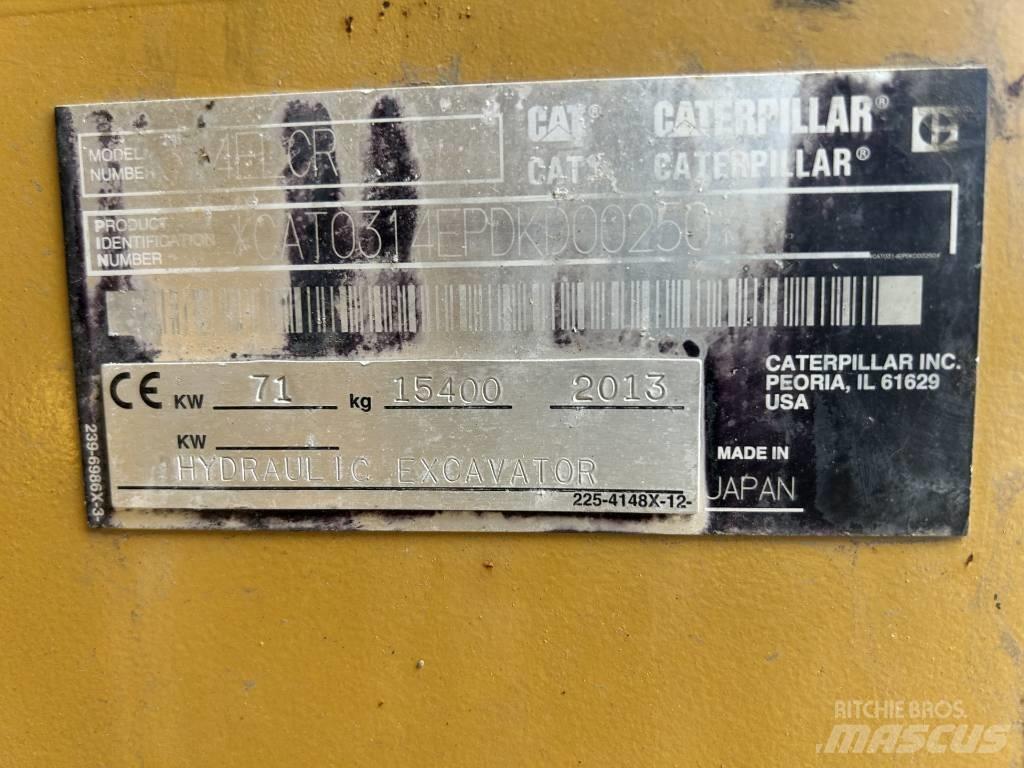 MODEL
NUMBER 314ELCR
CAT® CATERPILLAR®
CAT® CATERPILLAR®
PRODUCT
IDENTIFICATION
NUMBER *CAT0314EPDKD00250
CE KW 71 kg 15400 2013
KW
HYDRAULIC EXCAVATOR
225-4148X-12-
239-6986X-3
CATERPILLAR INC.
PEORIA, IL 61629
USA
MADE IN
JAPAN
RITCHIE BROS.
MASCUS